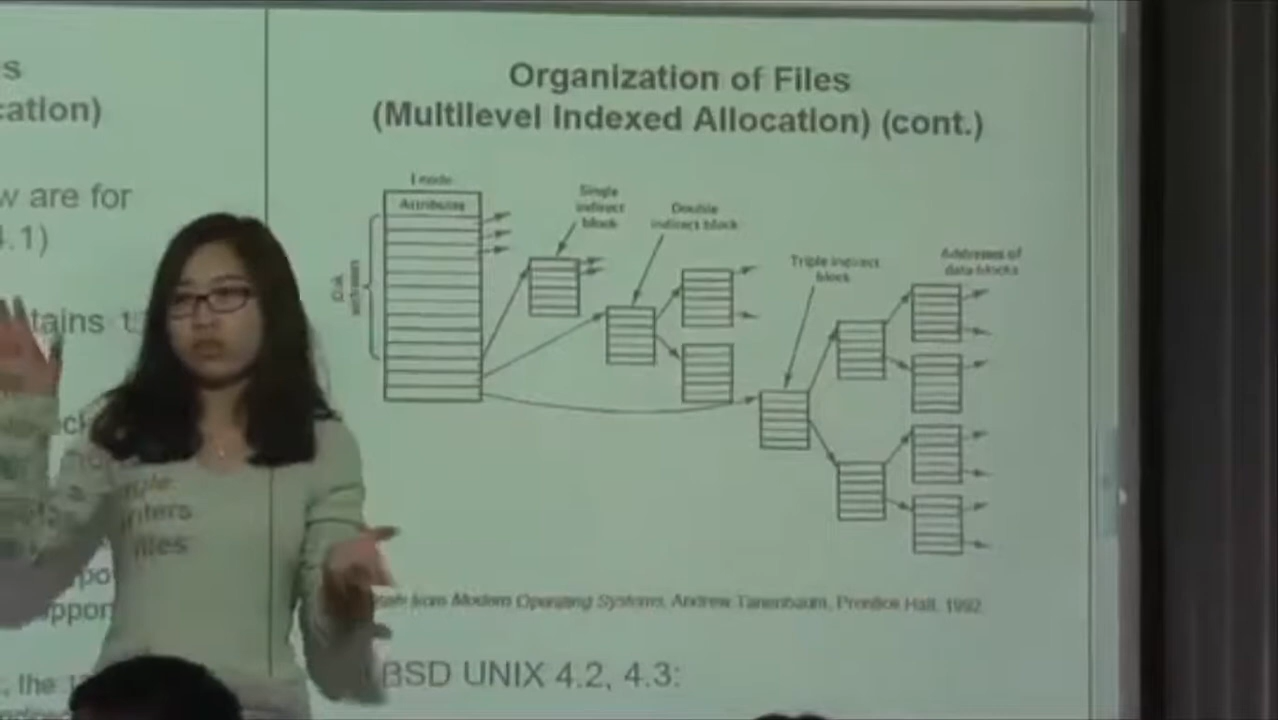 s
cation)
w are for
4.1)
tains
Organization of Files
(Multilevel Indexed Allocation) (cont.)
I node
Attributes
Single
indirect
block
Double
indirect block
Triple indirect
block
Addresses of
data blocks
from Modern Operating Systems, Andrew Tanenbaum, Prentice Hall, 1992
BSD UNIX 4.2, 4.3:
, the